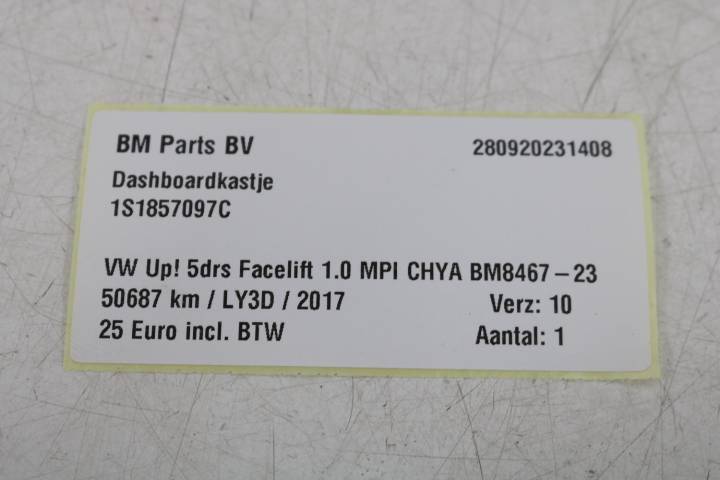 BM Parts BV 280920231408
Dashboardkastje
1S1857097C
VW Up! 5drs Facelift 1.0 MPI CHYA BM8467-23
50687 km / LY3D / 2017 Verz: 10
25 Euro incl. BTW Aantal: 1